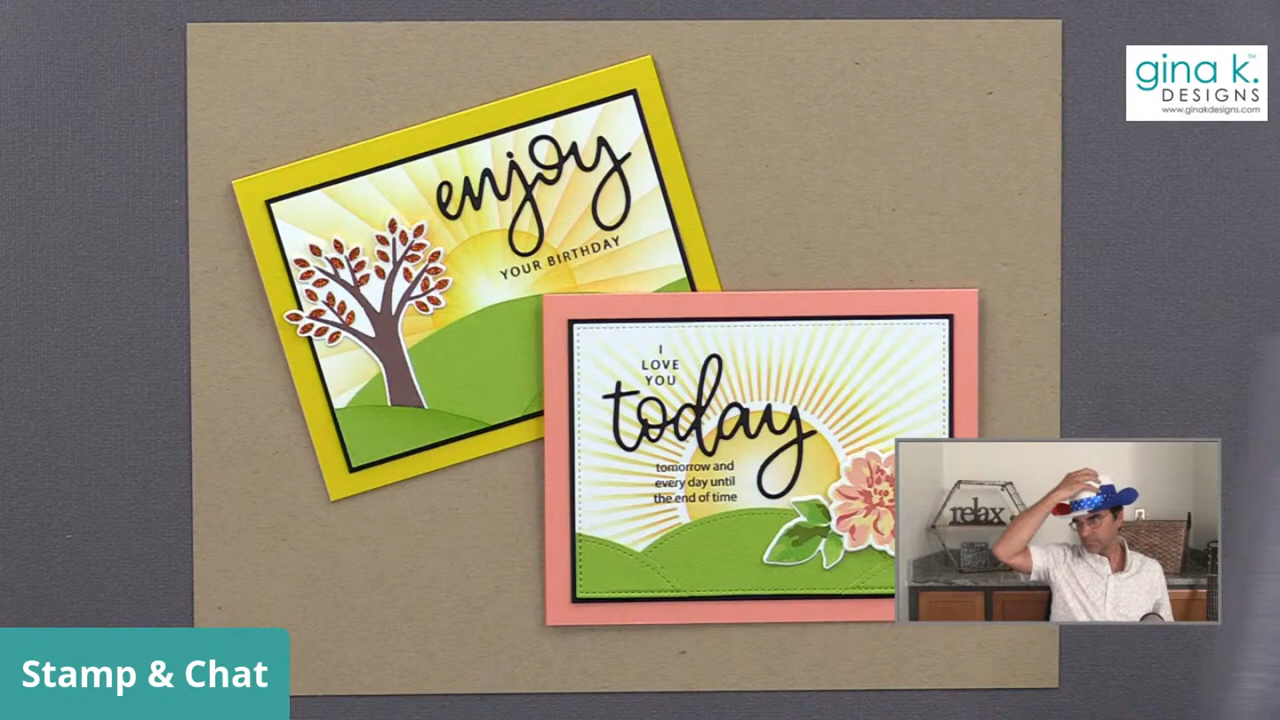 gina k.™
DESIGNS
www.ginakdesigns.com
enjoy
YOUR BIRTHDAY
I
LOVE
YOU
today
tomorrow and
every day until
the end of time
relax
Stamp & Chat